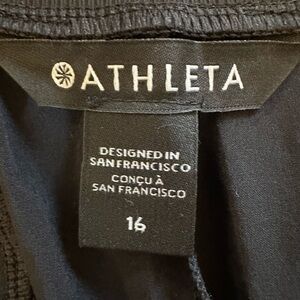 ATHLETA
DESIGNED IN
SAN FRANCISCO
CONÇU À
SAN FRANCISCO
16